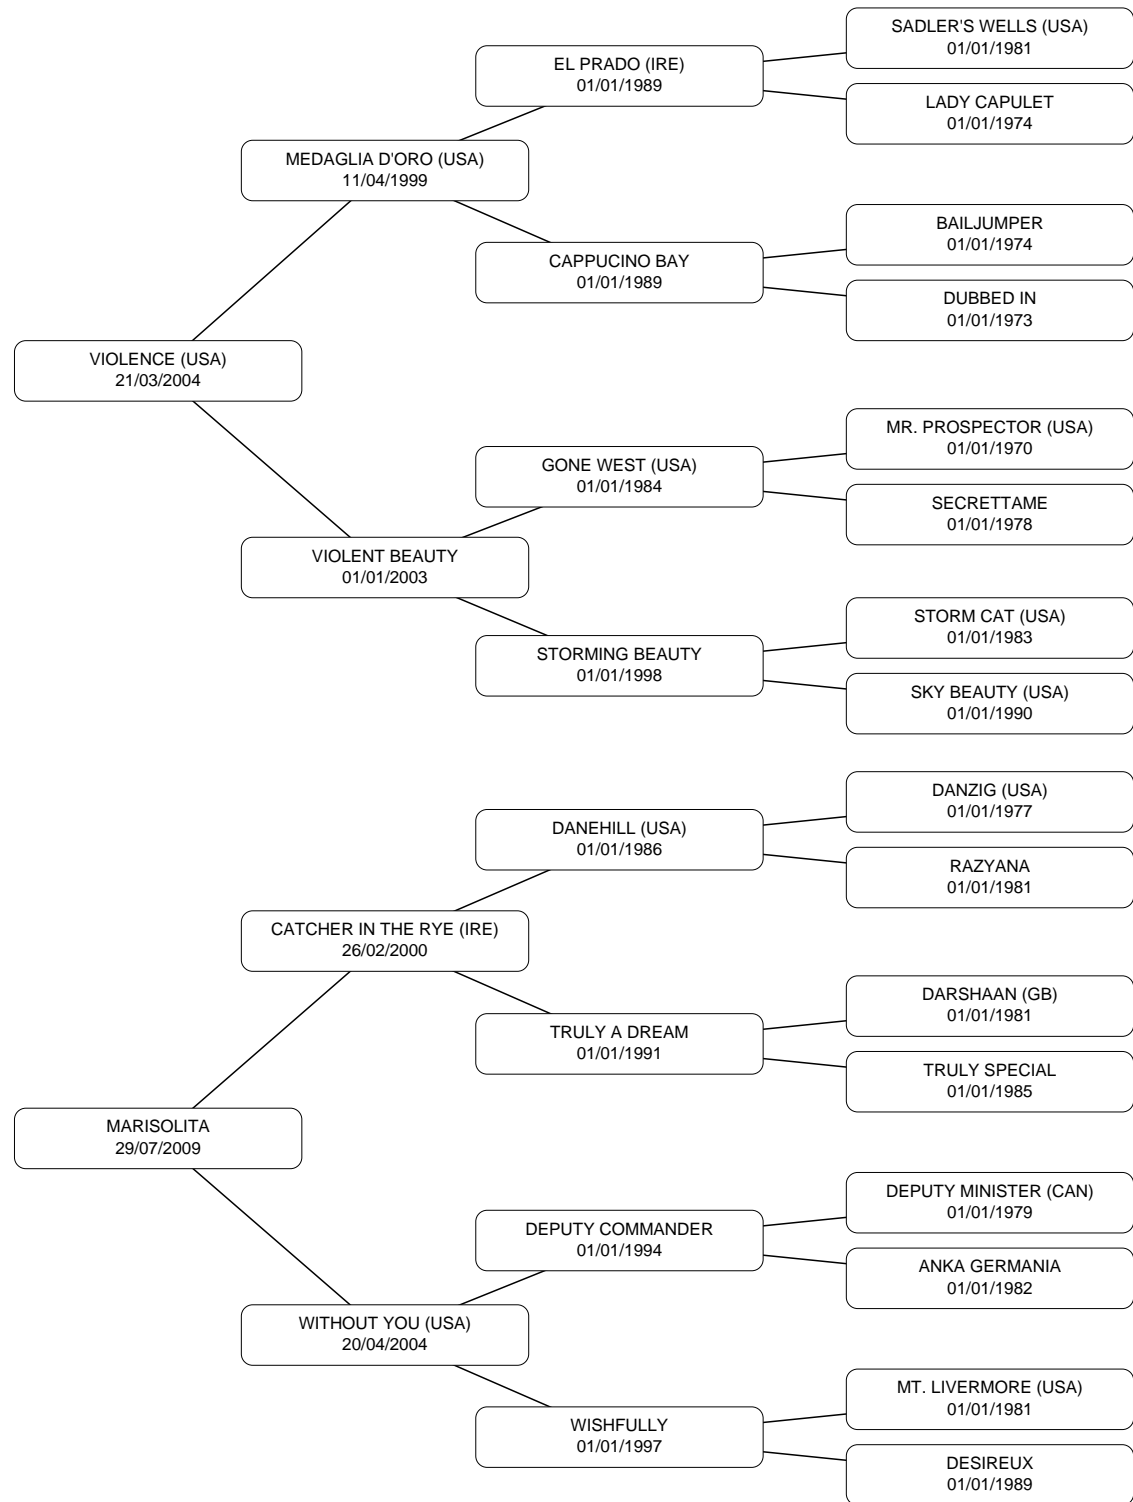 SADLER'S WELLS (USA)
01/01/1981
EL PRADO (IRE)
01/01/1989
LADY CAPULET
01/01/1974
MEDAGLIA D'ORO (USA)
11/04/1999
BAILJUMPER
01/01/1974
CAPPUCINO BAY
01/01/1989
DUBBED IN
01/01/1973
VIOLENCE (USA)
21/03/2004
MR. PROSPECTOR (USA)
01/01/1970
GONE WEST (USA)
01/01/1984
SECRETTAME
01/01/1978
VIOLENT BEAUTY
01/01/2003
STORM CAT (USA)
01/01/1983
STORMING BEAUTY
01/01/1998
SKY BEAUTY (USA)
01/01/1990
DANZIG (USA)
01/01/1977
DANEHILL (USA)
01/01/1986
RAZYANA
01/01/1981
CATCHER IN THE RYE (IRE)
26/02/2000
DARSHAAN (GB)
01/01/1981
TRULY A DREAM
01/01/1991
TRULY SPECIAL
01/01/1985
MARISOLITA
29/07/2009
DEPUTY MINISTER (CAN)
01/01/1979
DEPUTY COMMANDER
01/01/1994
ANKA GERMANIA
01/01/1982
WITHOUT YOU (USA)
20/04/2004
MT. LIVERMORE (USA)
01/01/1981
WISHFULLY
01/01/1997
DESIREUX
01/01/1989